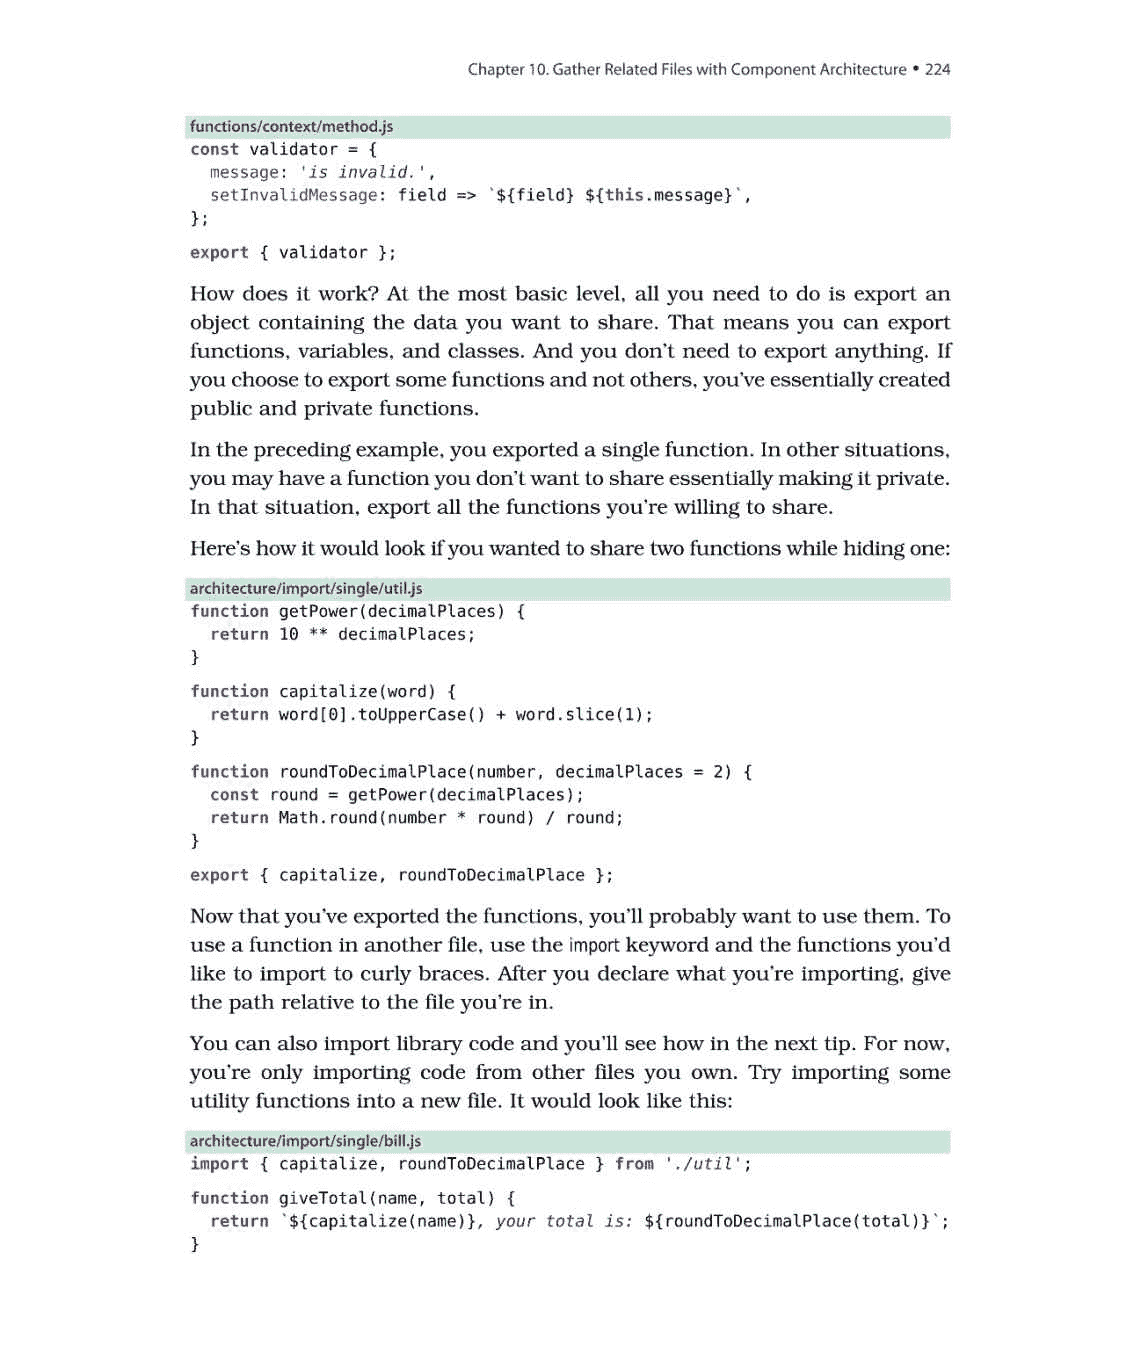 Chapter 10. Gather Related Files with Component Architecture • 224
functions/context/method.js
const validator = {
  message: 'is invalid.',
  setInvalidMessage: field => `${field} ${this.message}`,
};
export { validator };
How does it work? At the most basic level, all you need to do is export an
object containing the data you want to share. That means you can export
functions, variables, and classes. And you don’t need to export anything. If
you choose to export some functions and not others, you’ve essentially created
public and private functions.
In the preceding example, you exported a single function. In other situations,
you may have a function you don’t want to share essentially making it private.
In that situation, export all the functions you’re willing to share.
Here’s how it would look if you wanted to share two functions while hiding one:
architecture/import/single/util.js
function getPower(decimalPlaces) {
  return 10 ** decimalPlaces;
}
function capitalize(word) {
  return word[0].toUpperCase() + word.slice(1);
}
function roundToDecimalPlace(number, decimalPlaces = 2) {
  const round = getPower(decimalPlaces);
  return Math.round(number * round) / round;
}
export { capitalize, roundToDecimalPlace };
Now that you’ve exported the functions, you’ll probably want to use them. To
use a function in another file, use the import keyword and the functions you’d
like to import to curly braces. After you declare what you’re importing, give
the path relative to the file you’re in.
You can also import library code and you’ll see how in the next tip. For now,
you’re only importing code from other files you own. Try importing some
utility functions into a new file. It would look like this:
architecture/import/single/bill.js
import { capitalize, roundToDecimalPlace } from './util';
function giveTotal(name, total) {
  return `${capitalize(name)}, your total is: ${roundToDecimalPlace(total)}`;
}